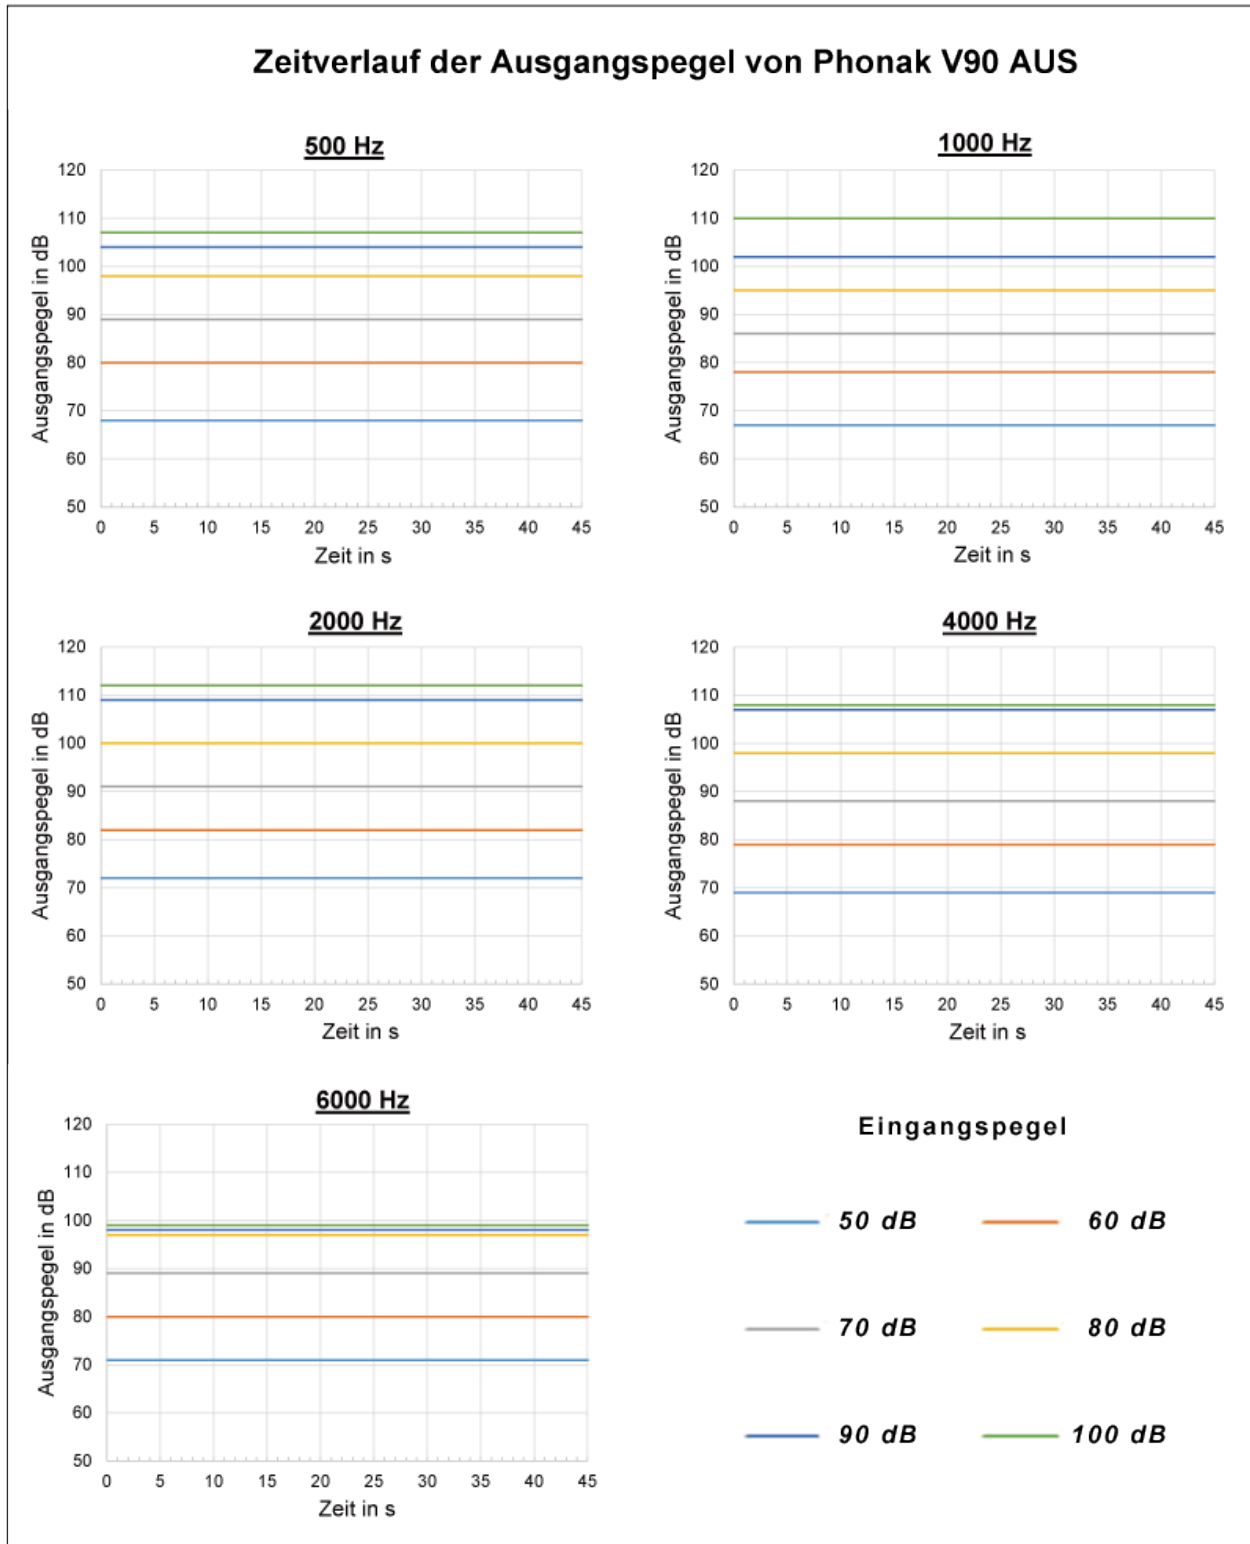 Zeitverlauf der Ausgangspegel von Phonak V90 AUS
500 Hz
120
110
100
90
80
70
60
50
Ausgangspegel in dB
0 5 10 15 20 25 30 35 40 45
Zeit in s
1000 Hz
120
110
100
90
80
70
60
50
Ausgangspegel in dB
0 5 10 15 20 25 30 35 40 45
Zeit in s
2000 Hz
120
110
100
90
80
70
60
50
Ausgangspegel in dB
0 5 10 15 20 25 30 35 40 45
Zeit in s
4000 Hz
120
110
100
90
80
70
60
50
Ausgangspegel in dB
0 5 10 15 20 25 30 35 40 45
Zeit in s
6000 Hz
120
110
100
90
80
70
60
50
Ausgangspegel in dB
0 5 10 15 20 25 30 35 40 45
Zeit in s
Eingangspegel
50 dB 60 dB
70 dB 80 dB
90 dB 100 dB